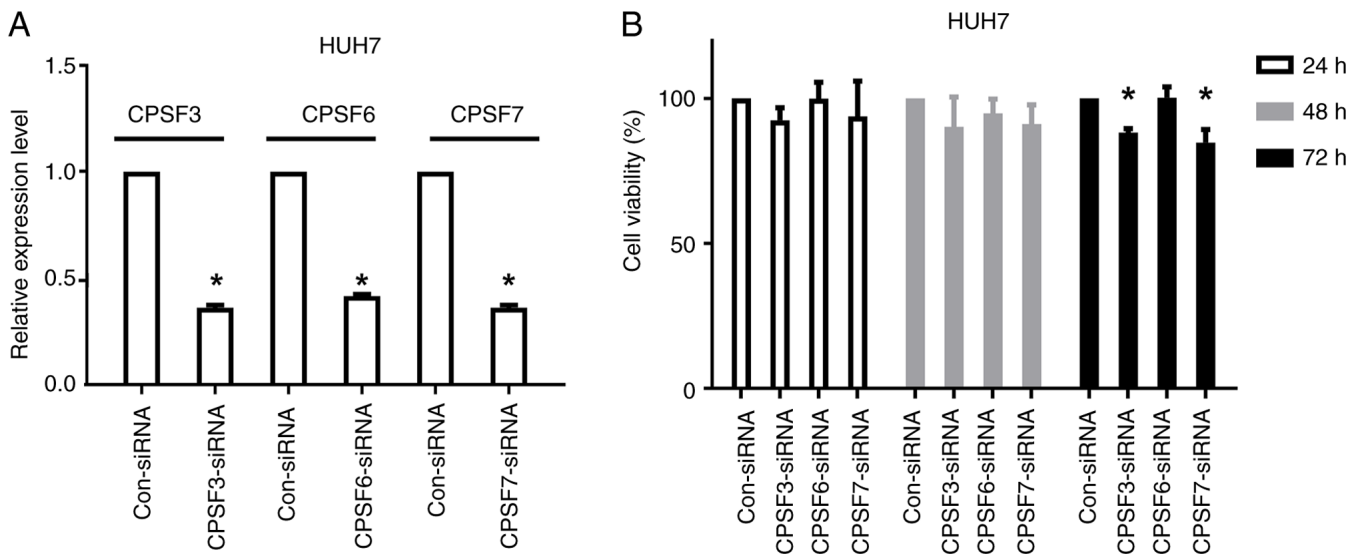 A
HUH7
Relative expression level
1.5
1.0
0.5
0.0
CPSF3
CPSF6
CPSF7
*
*
*
Con-siRNA
CPSF3-siRNA
Con-siRNA
CPSF6-siRNA
Con-siRNA
CPSF7-siRNA
B
HUH7
Cell viability (%)
100
50
0
*
*
Con-siRNA
CPSF3-siRNA
CPSF6-siRNA
CPSF7-siRNA
Con-siRNA
CPSF3-siRNA
CPSF6-siRNA
CPSF7-siRNA
Con-siRNA
CPSF3-siRNA
CPSF6-siRNA
CPSF7-siRNA
24 h
48 h
72 h